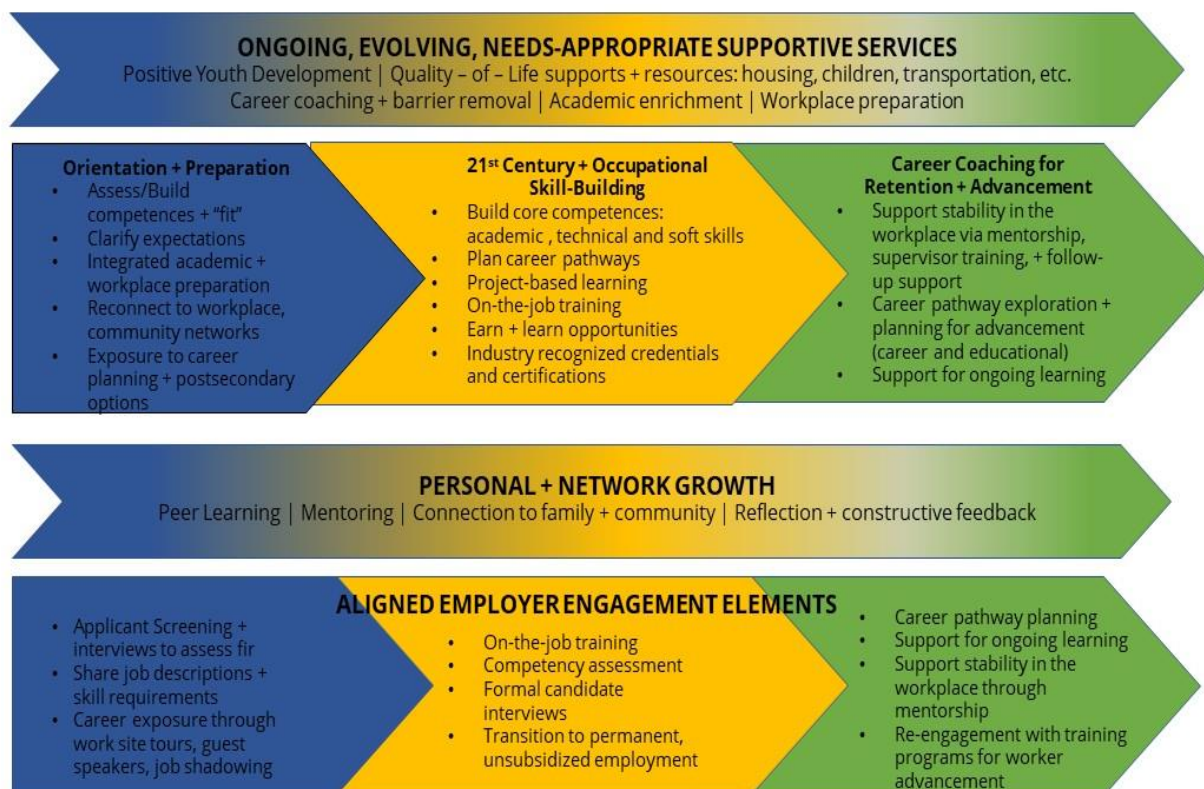 ONGOING, EVOLVING, NEEDS-APPROPRIATE SUPPORTIVE SERVICES
Positive Youth Development | Quality – of – Life supports + resources: housing, children, transportation, etc.
Career coaching + barrier removal | Academic enrichment | Workplace preparation
Orientation + Preparation
• Assess/Build
competences + “fit”
• Clarify expectations
• Integrated academic +
workplace preparation
• Reconnect to workplace,
community networks
• Exposure to career
planning + postsecondary
options
21st Century + Occupational
Skill-Building
• Build core competences:
academic , technical and soft skills
• Plan career pathways
• Project-based learning
• On-the-job training
• Earn + learn opportunities
• Industry recognized credentials
and certifications
Career Coaching for
Retention + Advancement
• Support stability in the
workplace via mentorship,
supervisor training, + follow-
up support
• Career pathway exploration +
planning for advancement
(career and educational)
• Support for ongoing learning
PERSONAL + NETWORK GROWTH
Peer Learning | Mentoring | Connection to family + community | Reflection + constructive feedback
ALIGNED EMPLOYER ENGAGEMENT ELEMENTS
• Applicant Screening +
interviews to assess fir
• Share job descriptions +
skill requirements
• Career exposure through
work site tours, guest
speakers, job shadowing
• On-the-job training
• Competency assessment
• Formal candidate
interviews
• Transition to permanent,
unsubsidized employment
• Career pathway planning
• Support for ongoing learning
• Support stability in the
workplace through
mentorship
• Re-engagement with training
programs for worker
advancement